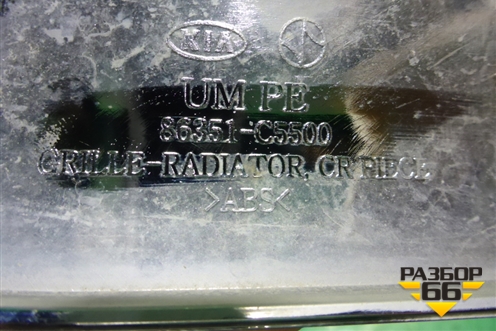 KIA
UM PE
86351-C5500
GRILLE-RADIATOR, CR PIECE
>ABS<
РАЗБОР
66